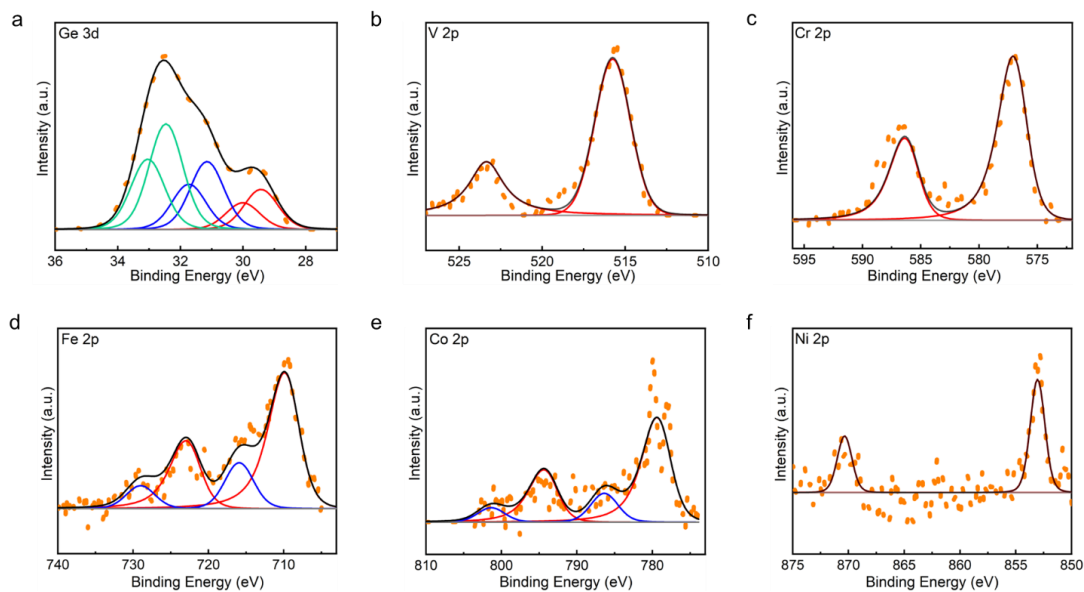 a
Ge 3d
Intensity (a.u.)
36 34 32 30 28
Binding Energy (eV)
b
V 2p
Intensity (a.u.)
525 520 515 510
Binding Energy (eV)
c
Cr 2p
Intensity (a.u.)
595 590 585 580 575
Binding Energy (eV)
d
Fe 2p
Intensity (a.u.)
740 730 720 710
Binding Energy (eV)
e
Co 2p
Intensity (a.u.)
810 800 790 780
Binding Energy (eV)
f
Ni 2p
Intensity (a.u.)
875 870 865 860 855 850
Binding Energy (eV)